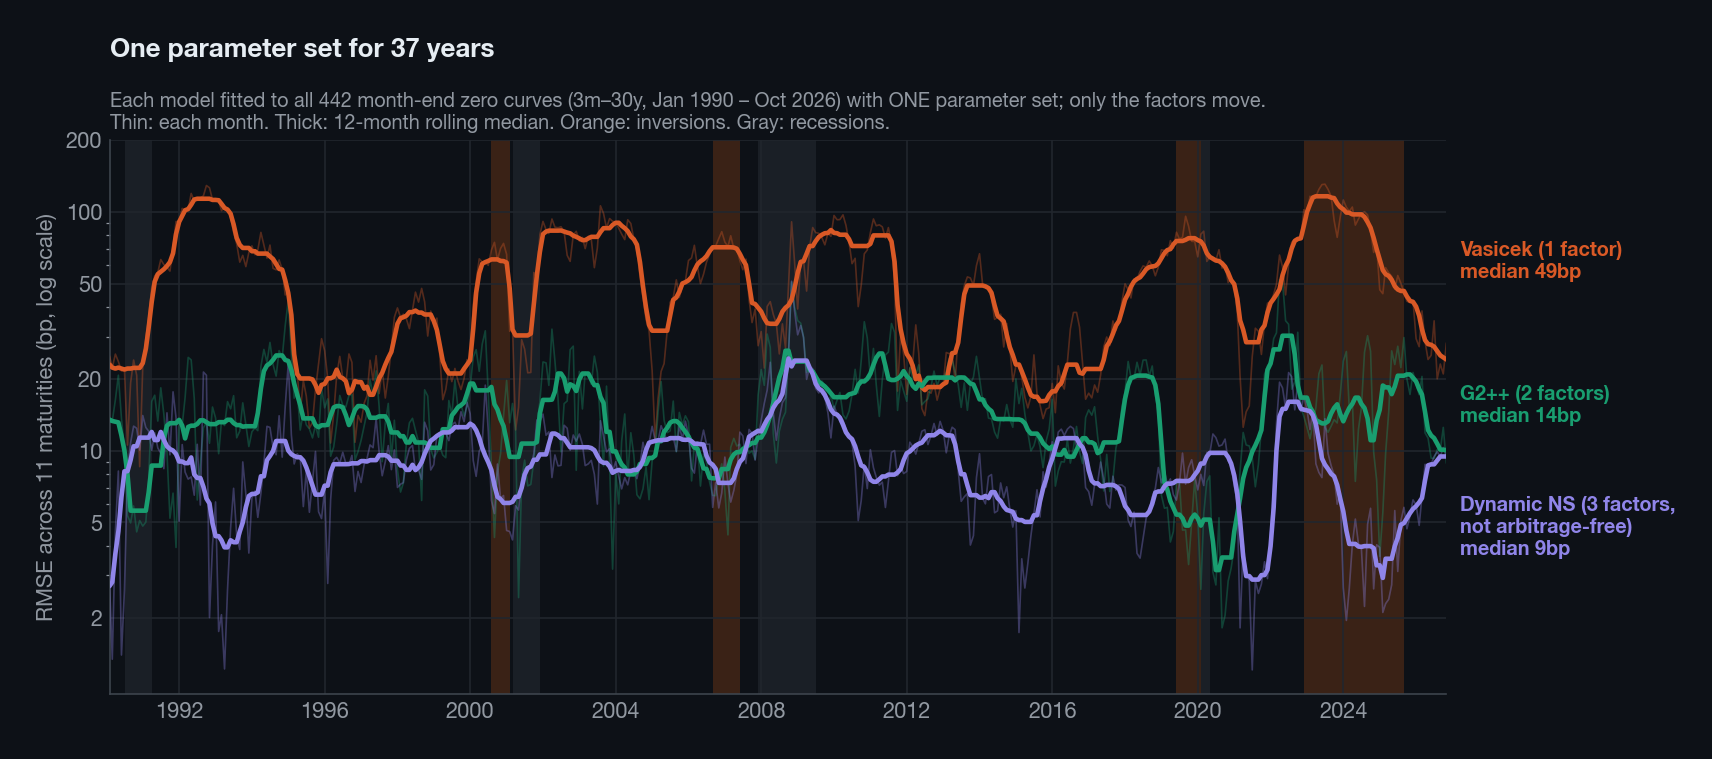 One parameter set for 37 years
Each model fitted to all 442 month-end zero curves (3m–30y, Jan 1990 – Oct 2026) with ONE parameter set; only the factors move.
Thin: each month. Thick: 12-month rolling median. Orange: inversions. Gray: recessions.
RMSE across 11 maturities (bp, log scale)
200
100
50
20
10
5
2
Vasicek (1 factor)
median 49bp
G2++ (2 factors)
median 14bp
Dynamic NS (3 factors,
not arbitrage-free)
median 9bp
1992
1996
2000
2004
2008
2012
2016
2020
2024